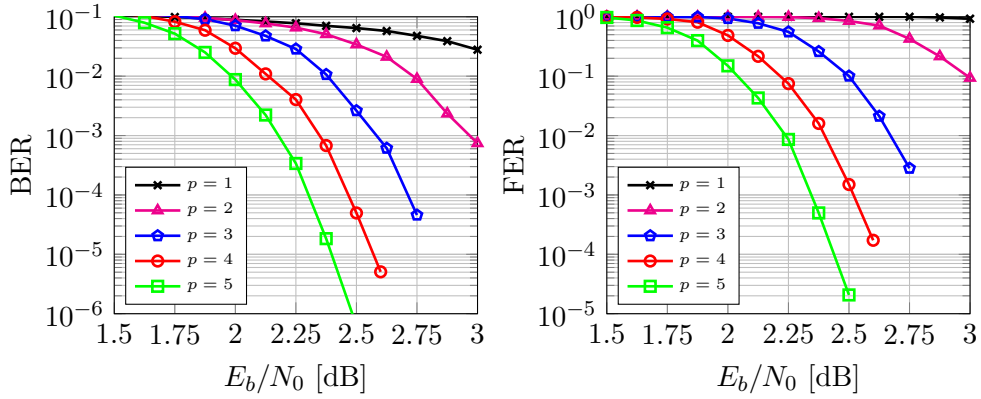 10⁻¹
10⁻²
10⁻³
10⁻⁴
10⁻⁵
10⁻⁶
BER
p = 1
p = 2
p = 3
p = 4
p = 5
1.5 1.75 2 2.25 2.5 2.75 3
E_b/N_0 [dB]
10⁰
10⁻¹
10⁻²
10⁻³
10⁻⁴
10⁻⁵
FER
p = 1
p = 2
p = 3
p = 4
p = 5
1.5 1.75 2 2.25 2.5 2.75 3
E_b/N_0 [dB]